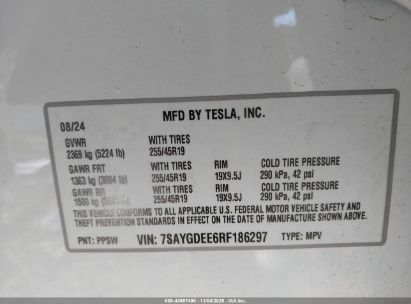 MFD BY TESLA, INC.
08/24
GVWR WITH TIRES
2369 kg (5224 lb) 255/45R19
GAWR FRT WITH TIRES RIM COLD TIRE PRESSURE
1363 kg (3004 lb) 255/45R19 19X9.5J 290 kPa, 42 psi
GAWR RR WITH TIRES RIM COLD TIRE PRESSURE
kg 255/45R19 19X9.5J 290 kPa, 42 psi
THIS VEHICLE CONFORMS TO ALL APPLICABLE U.S. FEDERAL MOTOR VEHICLE SAFETY AND
THEFT PREVENTION STANDARDS IN EFFECT ON THE DATE OF MANUFACTURE SHOWN ABOVE.
PNT: PPSW VIN: 7SAYGDEE6RF186297 TYPE: MPV